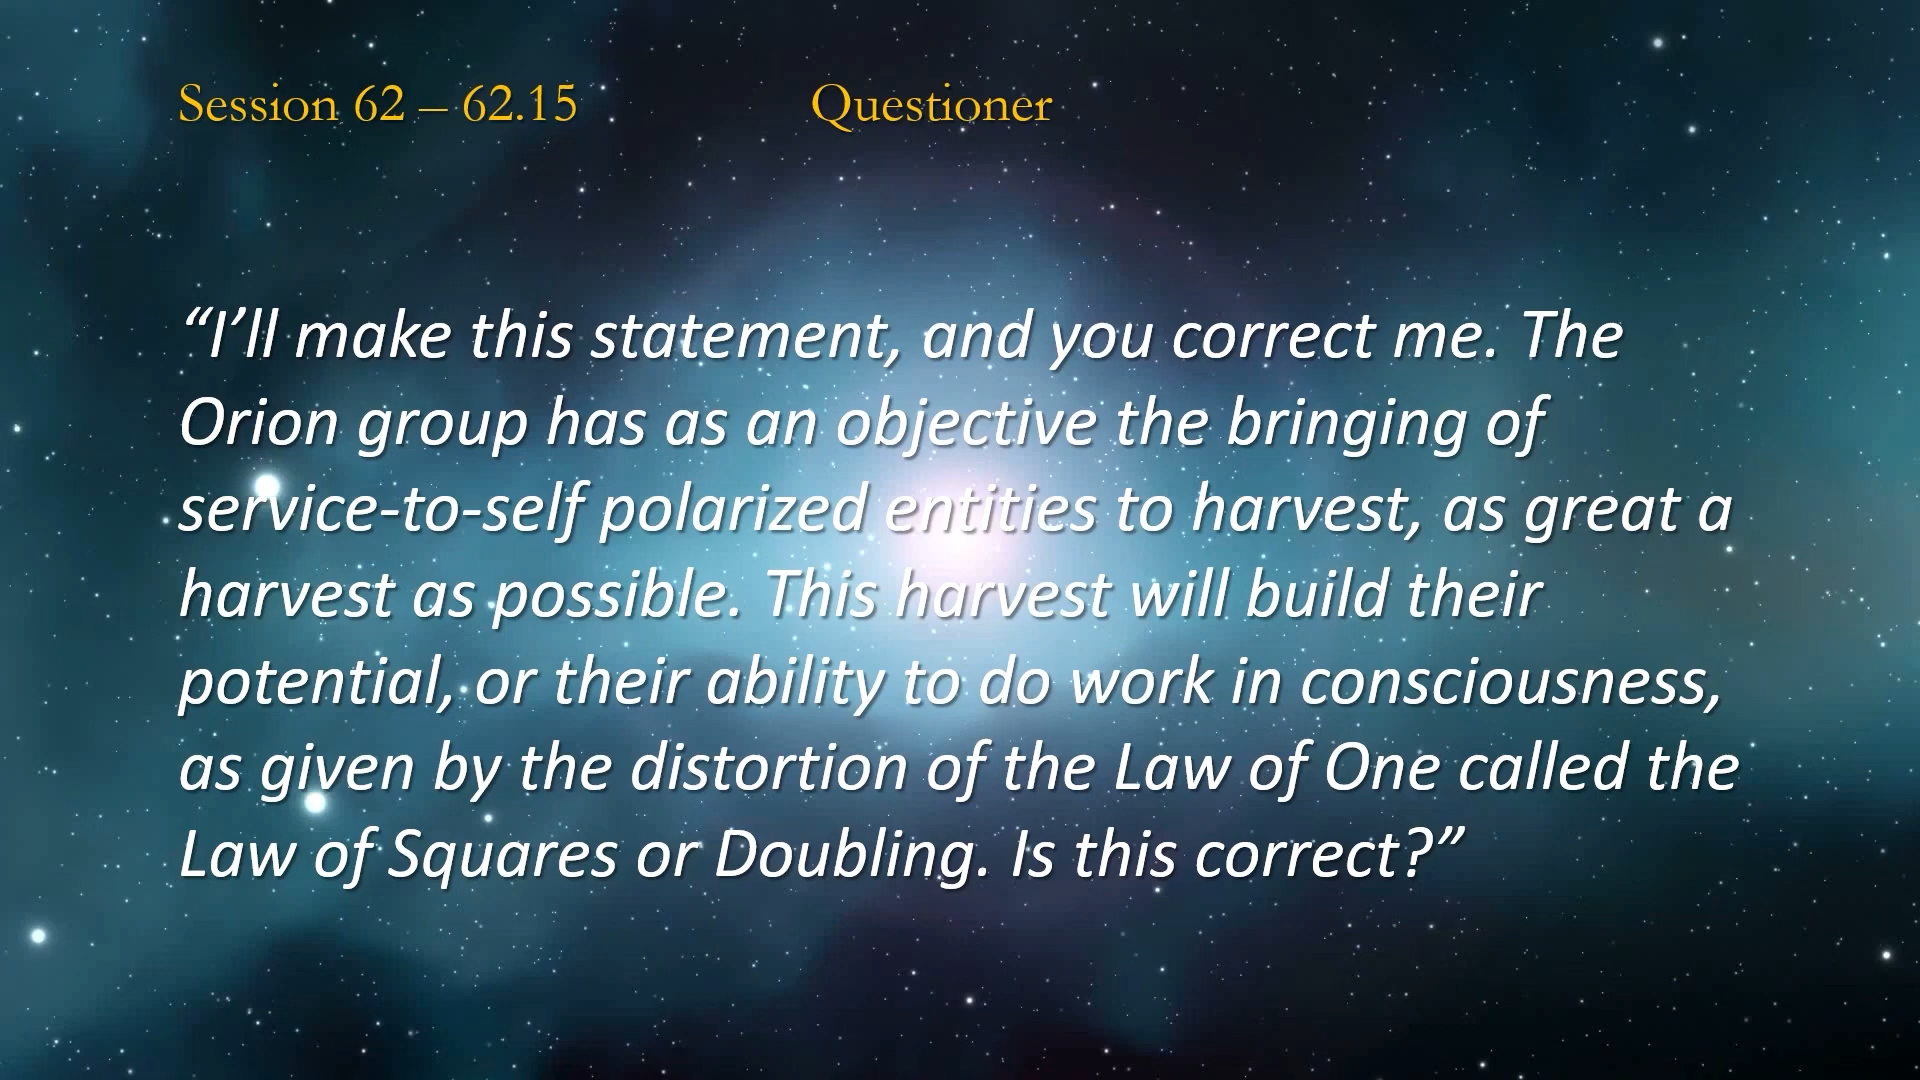 Session 62 – 62.15 Questioner
“I’ll make this statement, and you correct me. The
Orion group has as an objective the bringing of
service-to-self polarized entities to harvest, as great a
harvest as possible. This harvest will build their
potential, or their ability to do work in consciousness,
as given by the distortion of the Law of One called the
Law of Squares or Doubling. Is this correct?”